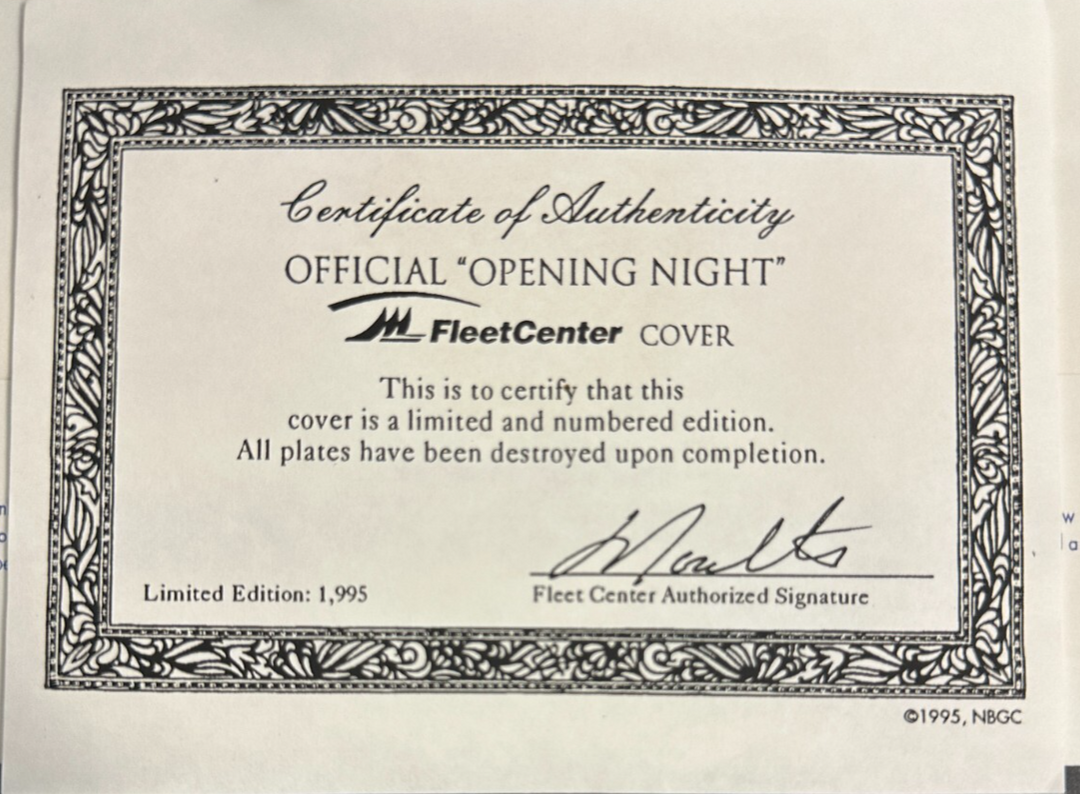 Certificate of Authenticity
OFFICIAL "OPENING NIGHT"
FleetCenter COVER
This is to certify that this
cover is a limited and numbered edition.
All plates have been destroyed upon completion.
Limited Edition: 1,995
Fleet Center Authorized Signature
©1995, NBGC